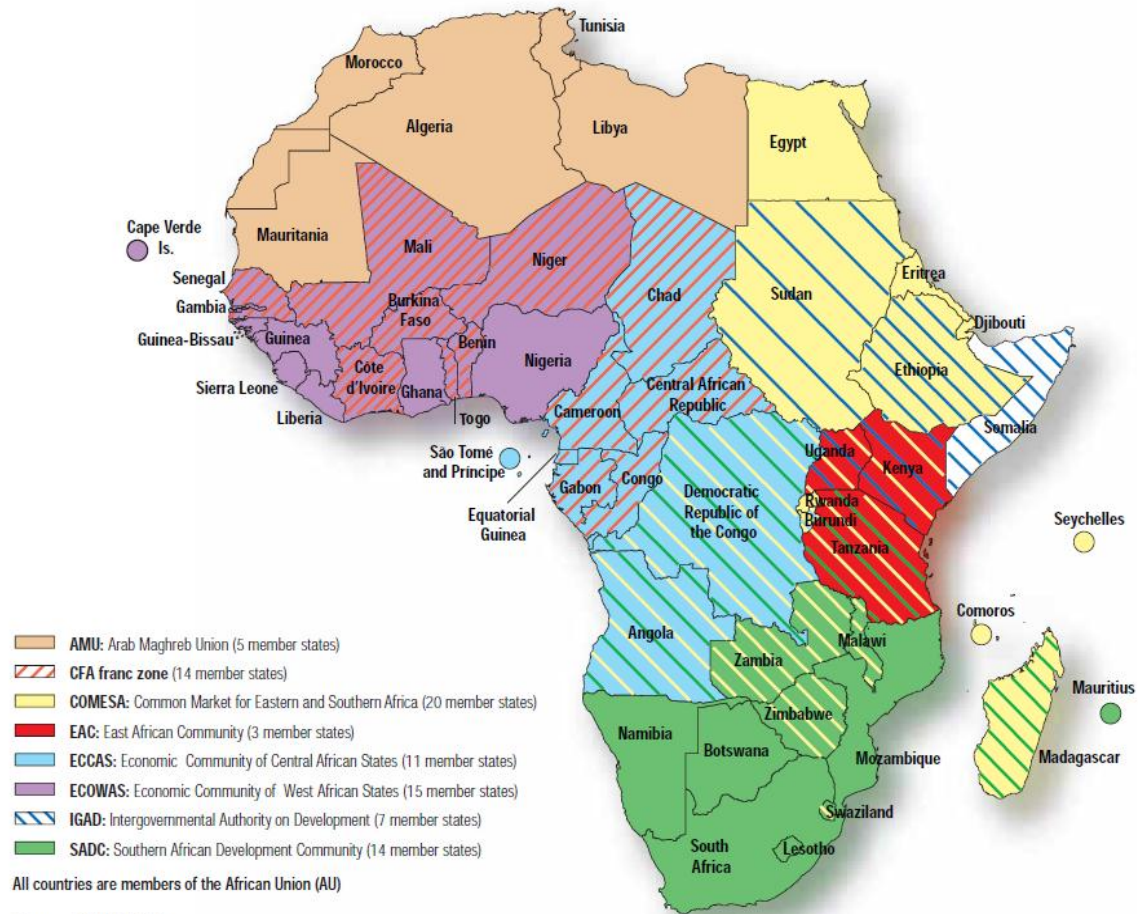 Tunisia
Morocco
Algeria
Libya
Egypt
Cape Verde
Is.
Mauritania
Mali
Niger
Chad
Sudan
Eritrea
Senegal
Gambia
Guinea-Bissau
Guinea
Burkina
Faso
Benin
Nigeria
Djibouti
Ethiopia
Sierra Leone
Côte
d'Ivoire
Ghana
Liberia
Togo
Cameroon
Central African
Republic
Somalia
São Tomé
and Príncipe
Equatorial
Guinea
Gabon
Congo
Democratic
Republic of
the Congo
Uganda
Kenya
Rwanda
Burundi
Tanzania
Seychelles
Comoros
Angola
Zambia
Malawi
Mauritius
Namibia
Zimbabwe
Botswana
Mozambique
Madagascar
Swaziland
South
Africa
Lesotho
AMU: Arab Maghreb Union (5 member states)
CFA franc zone (14 member states)
COMESA: Common Market for Eastern and Southern Africa (20 member states)
EAC: East African Community (3 member states)
ECCAS: Economic Community of Central African States (11 member states)
ECOWAS: Economic Community of West African States (15 member states)
IGAD: Intergovernmental Authority on Development (7 member states)
SADC: Southern African Development Community (14 member states)
All countries are members of the African Union (AU)